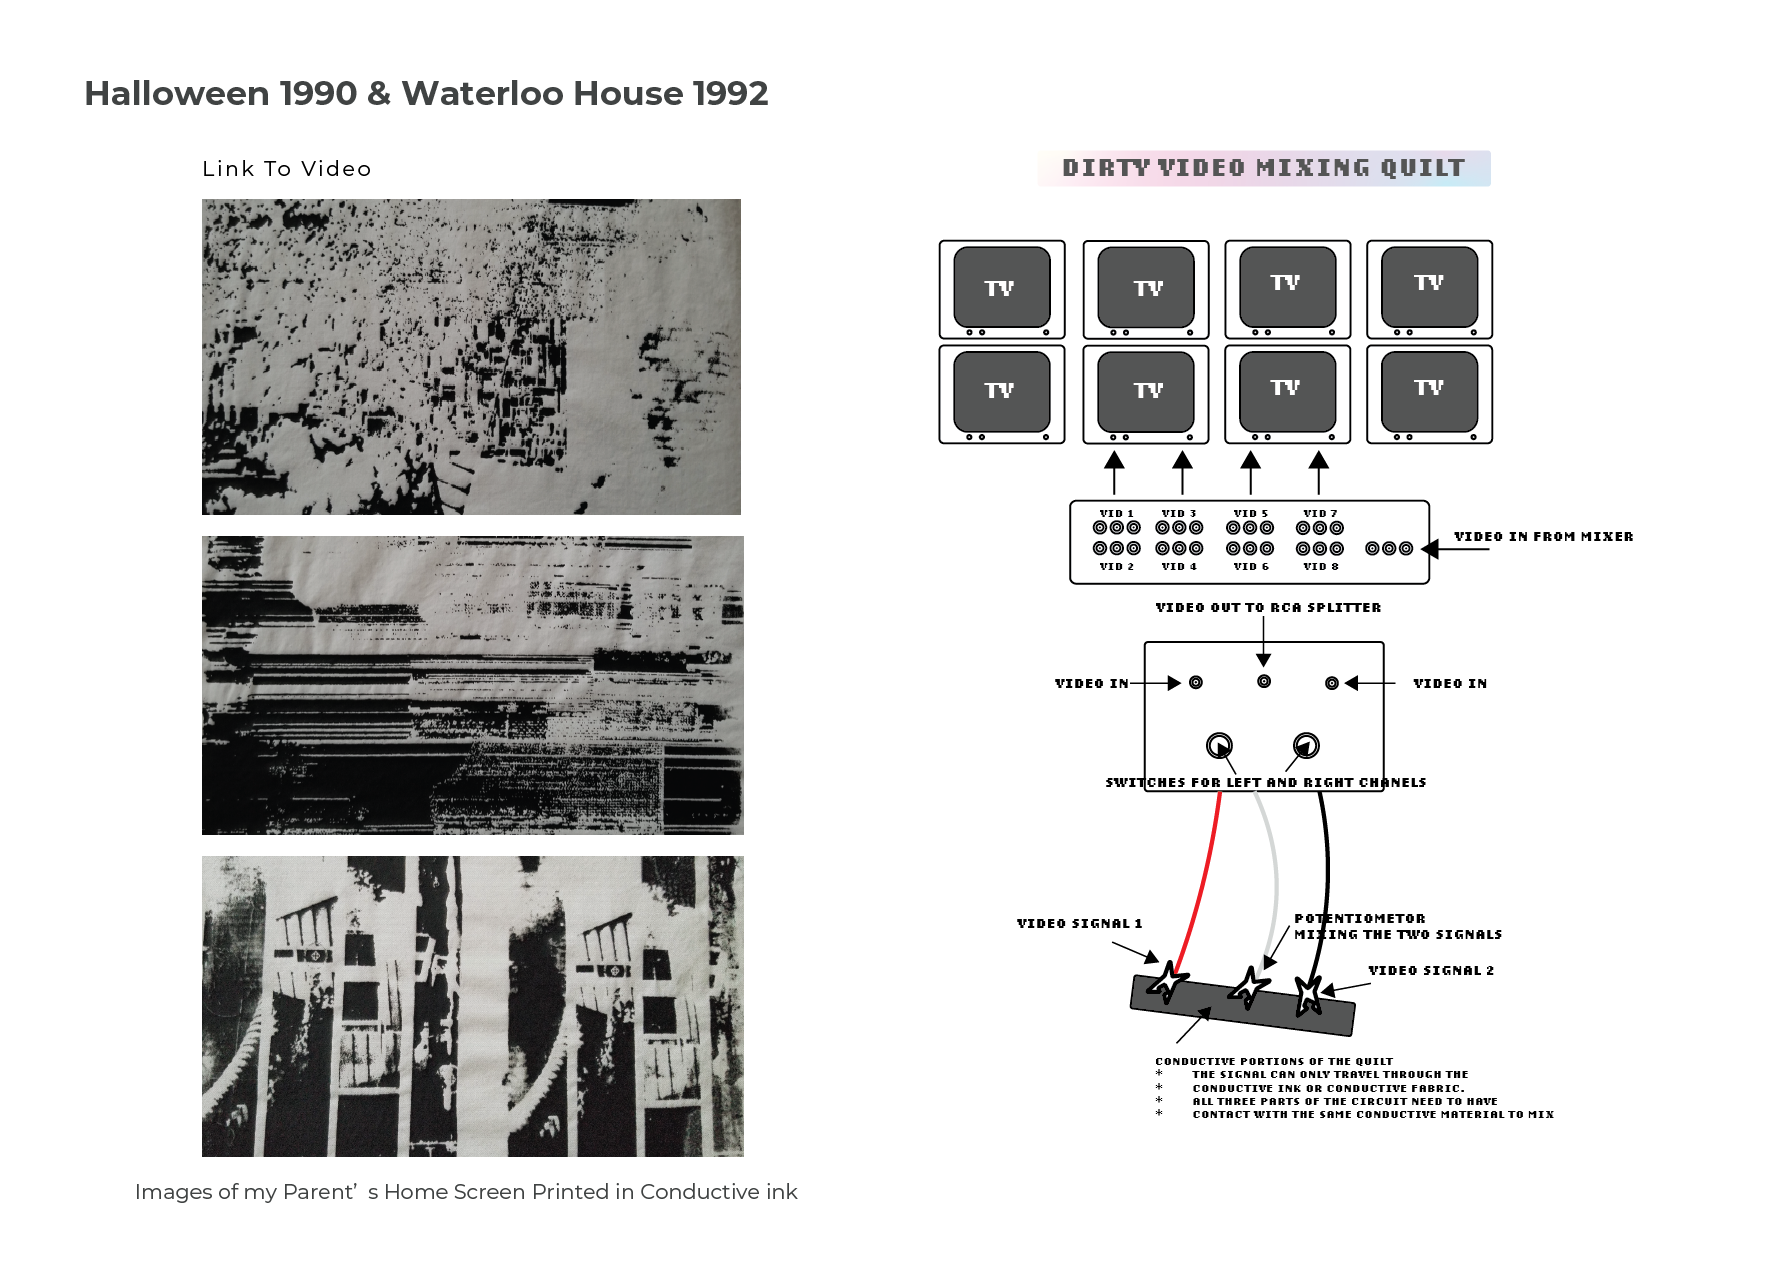 Halloween 1990 & Waterloo House 1992
Link To Video
Images of my Parent’ s Home Screen Printed in Conductive ink
DIRTY VIDEO MIXING QUILT
TV TV TV TV
TV TV TV TV
VID 1 VID 3 VID 5 VID 7
VIDEO IN FROM MIXER
VID 2 VID 4 VID 6 VID 8
VIDEO OUT TO RCA SPLITTER
VIDEO IN VIDEO IN
SWITCHES FOR LEFT AND RIGHT CHANELS
VIDEO SIGNAL 1
POTENTIOMETOR
MIXING THE TWO SIGNALS
VIDEO SIGNAL 2
CONDUCTIVE PORTIONS OF THE QUILT
* THE SIGNAL CAN ONLY TRAVEL THROUGH THE
* CONDUCTIVE INK OR CONDUCTIVE FABRIC.
* ALL THREE PARTS OF THE CIRCUIT NEED TO HAVE
* CONTACT WITH THE SAME CONDUCTIVE MATERIAL TO MIX